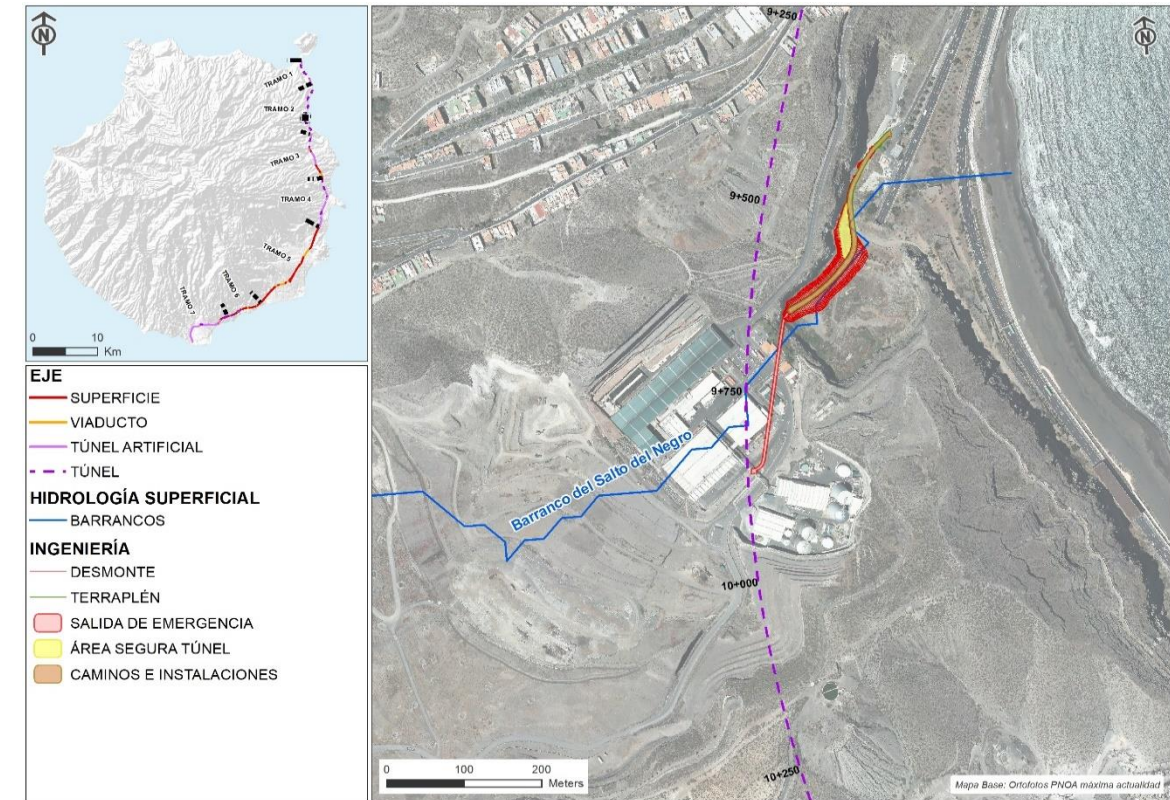 N
TRAMO 1
TRAMO 2
TRAMO 3
TRAMO 4
TRAMO 5
TRAMO 6
TRAMO 7
0 10
Km
EJE
SUPERFICIE
VIADUCTO
TÚNEL ARTIFICIAL
TÚNEL
HIDROLOGÍA SUPERFICIAL
BARRANCOS
INGENIERÍA
DESMONTE
TERRAPLÉN
SALIDA DE EMERGENCIA
ÁREA SEGURA TÚNEL
CAMINOS E INSTALACIONES
9+250
N
9+500
9+750
Barranco del Salto del Negro
10+000
10+250
0 100 200
Meters
Mapa Base: Ortofotos PNOA máxima actualidad